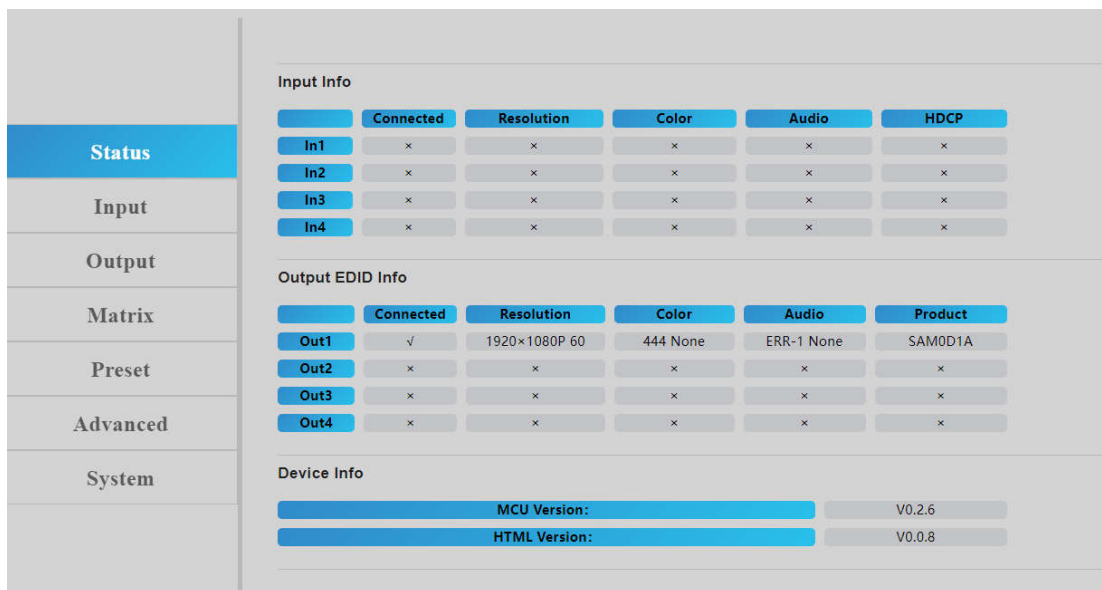 Status
Input
Output
Matrix
Preset
Advanced
System
Input Info
Connected Resolution Color Audio HDCP
In1 × × × × ×
In2 × × × × ×
In3 × × × × ×
In4 × × × × ×
Output EDID Info
Connected Resolution Color Audio Product
Out1 √ 1920×1080P 60 444 None ERR-1 None SAM0D1A
Out2 × × × × ×
Out3 × × × × ×
Out4 × × × × ×
Device Info
MCU Version: V0.2.6
HTML Version: V0.0.8